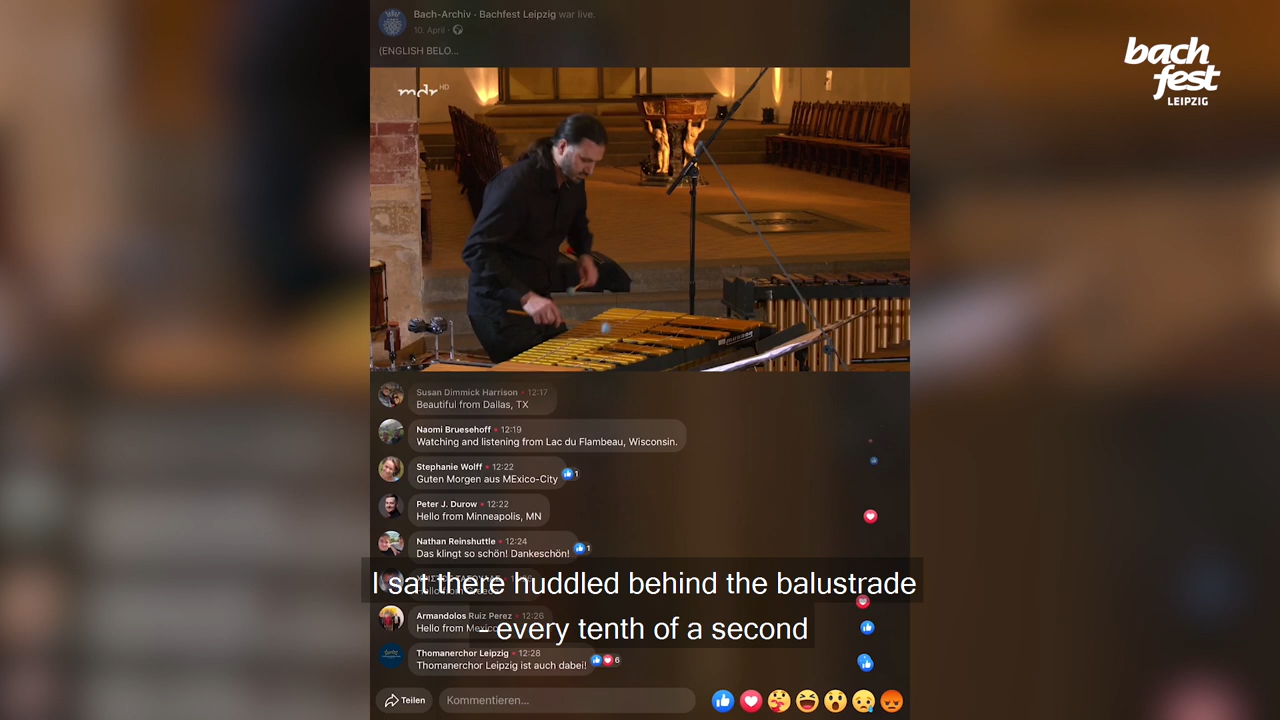 Bach-Archiv · Bachfest Leipzig war live.
10. April ·
(ENGLISH BELO...
bach
fest
LEIPZIG
mdr HD
Susan Dimmick Harrison • 12:17
Beautiful from Dallas, TX
Naomi Bruesehoff • 12:19
Watching and listening from Lac du Flambeau, Wisconsin.
Stephanie Wolff • 12:22
Guten Morgen aus MExico-City
1
Peter J. Durow • 12:22
Hello from Minneapolis, MN
Nathan Reinshuttle • 12:24
Das klingt so schön! Dankeschön!
1
I sat there huddled behind the balustrade
Armandolos Ruiz Perez • 12:26
Hello from Mexico
- every tenth of a second
Thomanerchor Leipzig • 12:28
Thomanerchor Leipzig ist auch dabei!
6
Teilen
Kommentieren...